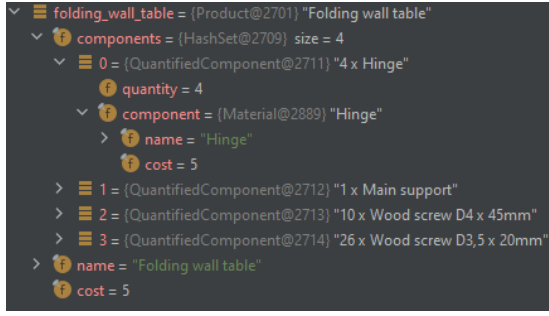 folding_wall_table = {Product@2701} "Folding wall table"
components = {HashSet@2709} size = 4
0 = {QuantifiedComponent@2711} "4 x Hinge"
f quantity = 4
f component = {Material@2889} "Hinge"
f name = "Hinge"
f cost = 5
1 = {QuantifiedComponent@2712} "1 x Main support"
2 = {QuantifiedComponent@2713} "10 x Wood screw D4 x 45mm"
3 = {QuantifiedComponent@2714} "26 x Wood screw D3,5 x 20mm"
f name = "Folding wall table"
f cost = 5